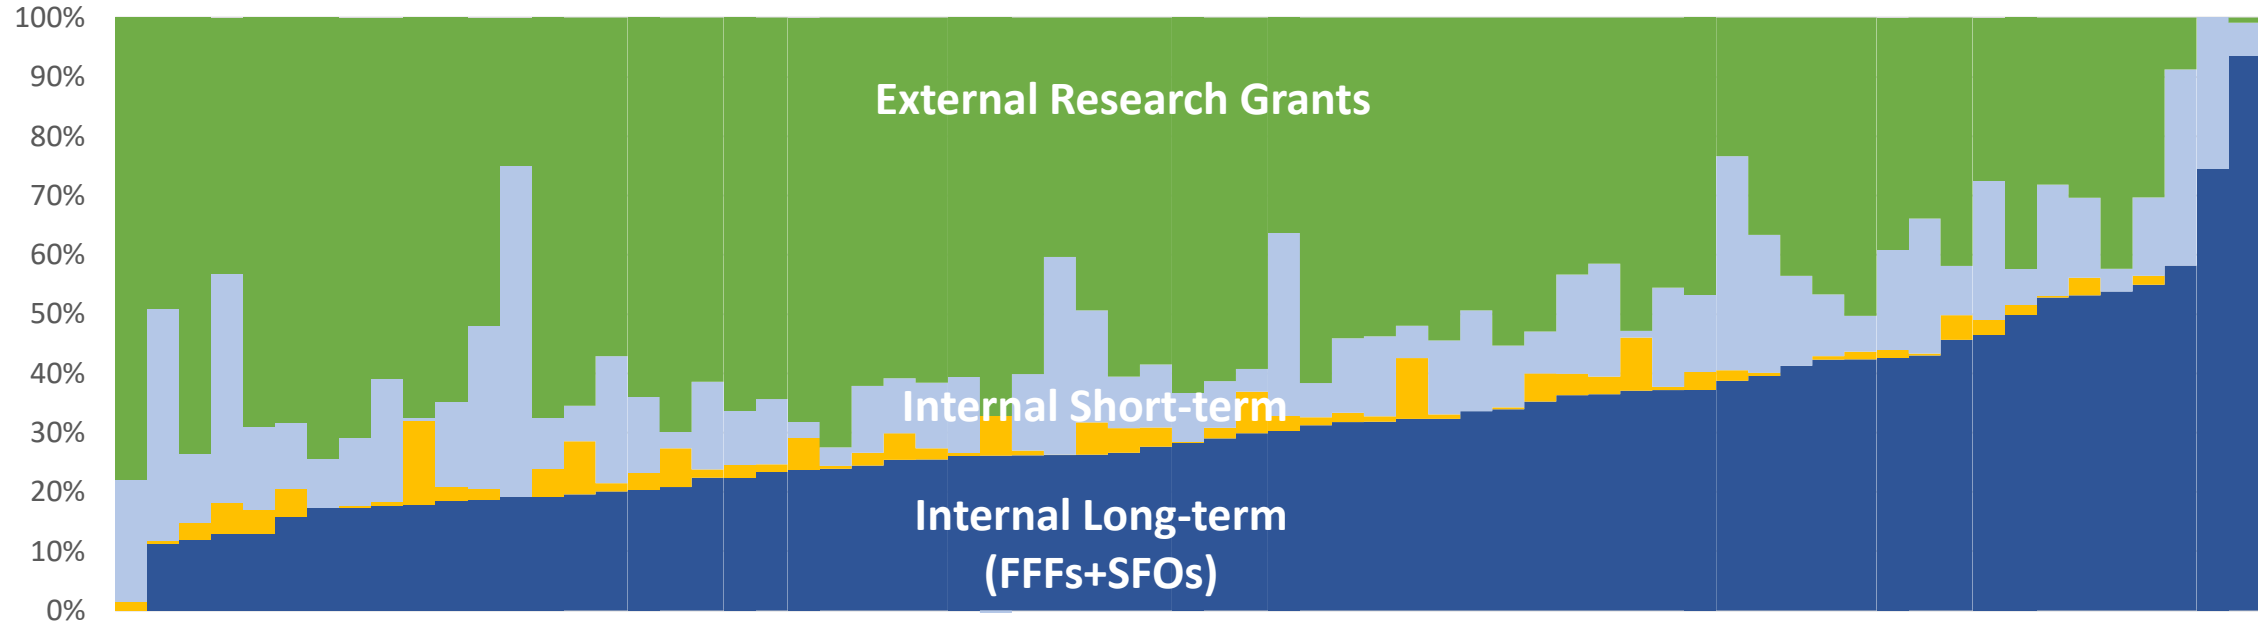 100%
90%
80%
70%
60%
50%
40%
30%
20%
10%
0%
External Research Grants
Internal Short-term
Internal Long-term
(FFFs+SFOs)